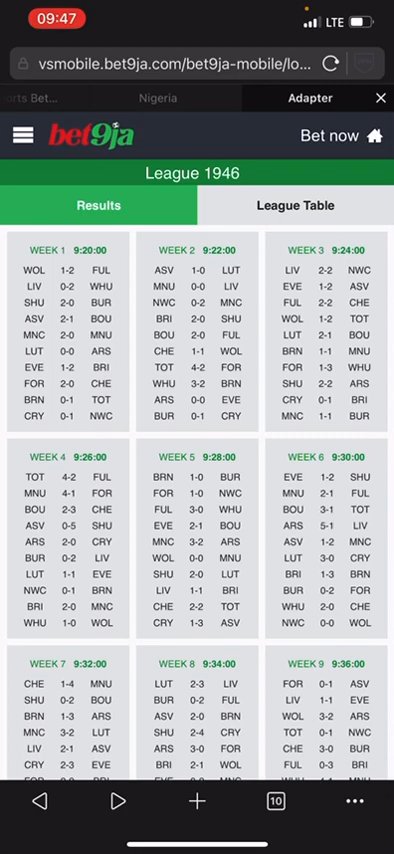 09:47
LTE
vsmobile.bet9ja.com/bet9ja-mobile/lo...
orts Bet...
Nigeria
Adapter
bet9ja
Bet now
League 1946
Results
League Table
WEEK 1 9:20:00
WOL 1-2 FUL
LIV 0-2 WHU
SHU 2-0 BUR
ASV 2-1 BOU
MNC 2-0 MNU
LUT 0-0 ARS
EVE 1-2 BRI
FOR 2-0 CHE
BRN 0-1 TOT
CRY 0-1 NWC
WEEK 2 9:22:00
ASV 1-0 LUT
MNU 0-0 LIV
NWC 0-2 MNC
BRI 2-0 SHU
BOU 2-0 FUL
CHE 1-1 WOL
TOT 4-2 FOR
WHU 3-2 BRN
ARS 0-0 EVE
BUR 0-1 CRY
WEEK 3 9:24:00
LIV 2-2 NWC
EVE 1-2 ASV
FUL 2-2 CHE
WOL 1-2 TOT
LUT 2-1 BOU
BRN 1-1 MNU
FOR 1-3 WHU
SHU 2-2 ARS
CRY 0-1 BRI
MNC 1-1 BUR
WEEK 4 9:26:00
TOT 4-2 FUL
MNU 4-1 FOR
BOU 2-3 CHE
ASV 0-5 SHU
ARS 2-0 CRY
BUR 0-2 LIV
LUT 1-1 EVE
NWC 0-1 BRN
BRI 2-0 MNC
WHU 1-0 WOL
WEEK 5 9:28:00
BRN 1-0 BUR
FOR 1-0 NWC
FUL 3-0 WHU
EVE 2-1 BOU
MNC 3-2 ARS
WOL 0-0 MNU
SHU 2-0 LUT
LIV 1-1 BRI
CHE 2-2 TOT
CRY 1-3 ASV
WEEK 6 9:30:00
EVE 1-2 SHU
MNU 2-1 FUL
BOU 3-1 TOT
ARS 5-1 LIV
ASV 1-2 MNC
LUT 3-0 CRY
BRI 1-3 BRN
BUR 0-2 FOR
WHU 2-0 CHE
NWC 0-0 WOL
WEEK 7 9:32:00
CHE 1-4 MNU
SHU 0-2 BOU
BRN 1-3 ARS
MNC 3-2 LUT
LIV 2-1 ASV
CRY 2-3 EVE
WEEK 8 9:34:00
LUT 2-3 LIV
BUR 0-2 FUL
ASV 2-0 BRN
SHU 2-4 CRY
ARS 3-0 FOR
BRI 2-1 WOL
WEEK 9 9:36:00
FOR 0-1 ASV
LIV 1-1 EVE
WOL 3-2 ARS
TOT 0-1 NWC
CHE 3-0 BUR
FUL 0-3 BRI
10